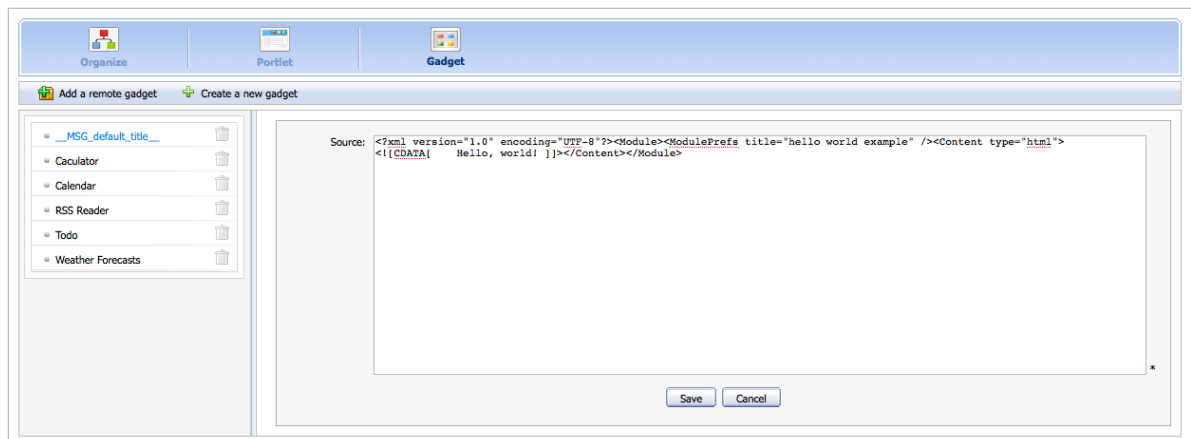 Organize
Portlet
Gadget
Add a remote gadget
Create a new gadget
__MSG_default_title__
Caculator
Calendar
RSS Reader
Todo
Weather Forecasts
Source:
<?xml version="1.0" encoding="UTF-8"?><Module><ModulePrefs title="hello world example" /><Content type="html">
<![CDATA[    Hello, world! ]]></Content></Module>
*
Save
Cancel